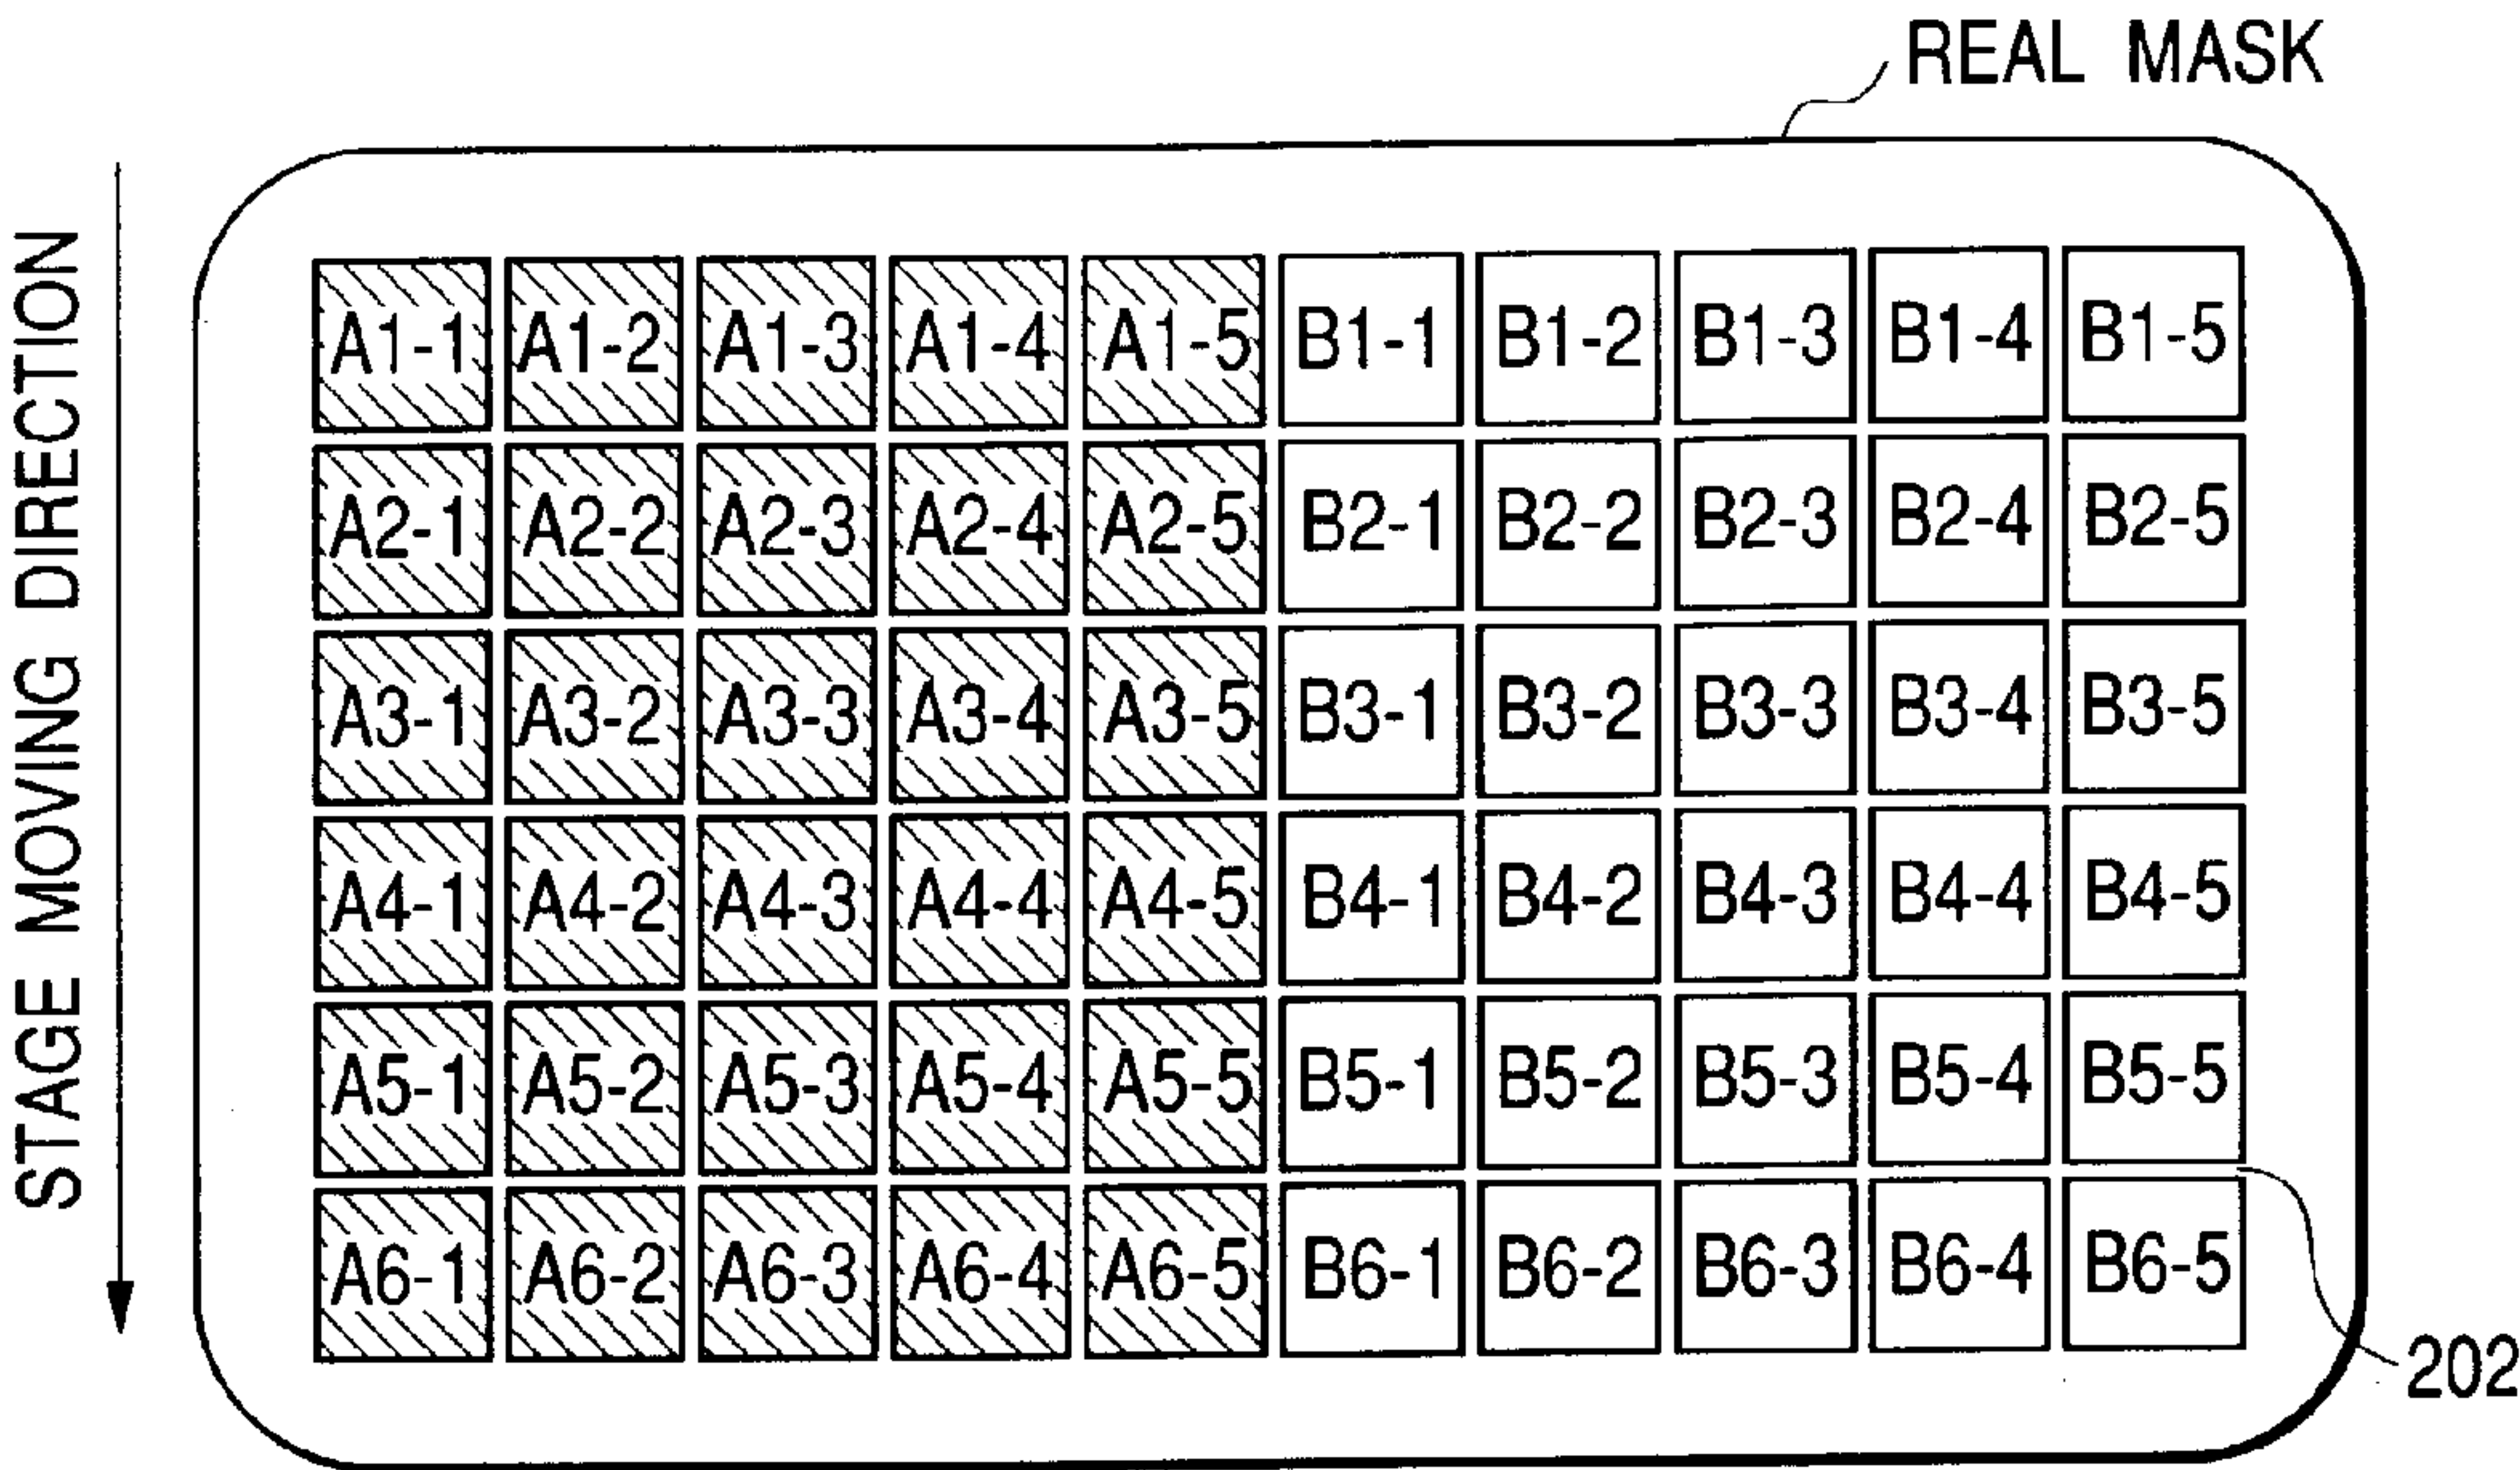 REAL MASK
STAGE MOVING DIRECTION
A1-1 A1-2 A1-3 A1-4 A1-5 B1-1 B1-2 B1-3 B1-4 B1-5
A2-1 A2-2 A2-3 A2-4 A2-5 B2-1 B2-2 B2-3 B2-4 B2-5
A3-1 A3-2 A3-3 A3-4 A3-5 B3-1 B3-2 B3-3 B3-4 B3-5
A4-1 A4-2 A4-3 A4-4 A4-5 B4-1 B4-2 B4-3 B4-4 B4-5
A5-1 A5-2 A5-3 A5-4 A5-5 B5-1 B5-2 B5-3 B5-4 B5-5
A6-1 A6-2 A6-3 A6-4 A6-5 B6-1 B6-2 B6-3 B6-4 B6-5
202